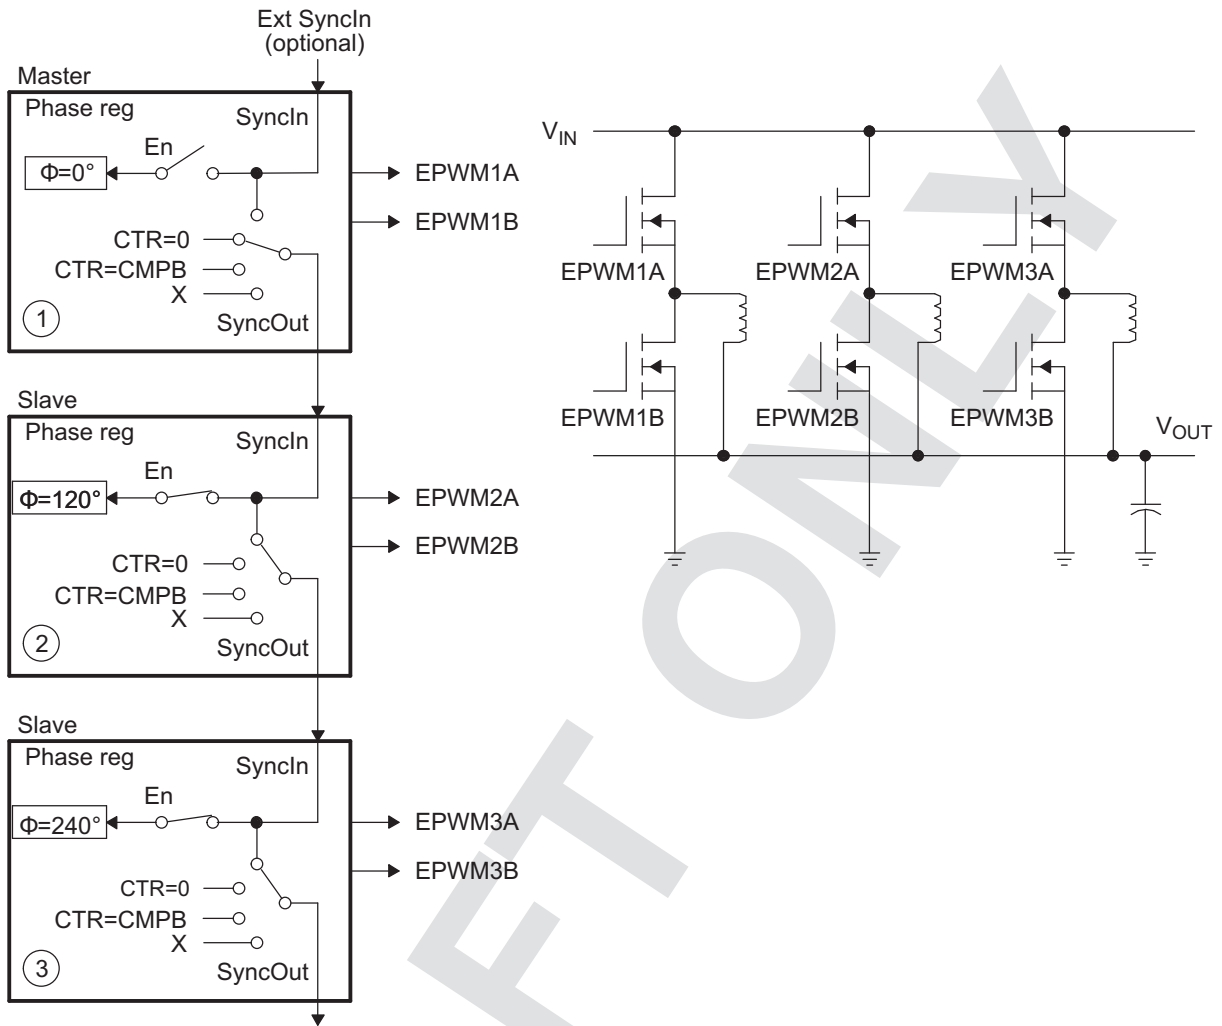 Ext SyncIn
(optional)
Master
Phase reg
SyncIn
En
Φ=0°
EPWM1A
EPWM1B
CTR=0
CTR=CMPB
X
1
SyncOut
Slave
Phase reg
SyncIn
En
Φ=120°
EPWM2A
EPWM2B
CTR=0
CTR=CMPB
X
2
SyncOut
Slave
Phase reg
SyncIn
En
Φ=240°
EPWM3A
EPWM3B
CTR=0
CTR=CMPB
X
3
SyncOut
VIN
EPWM1A
EPWM2A
EPWM3A
EPWM1B
EPWM2B
EPWM3B
VOUT
FT ONLY